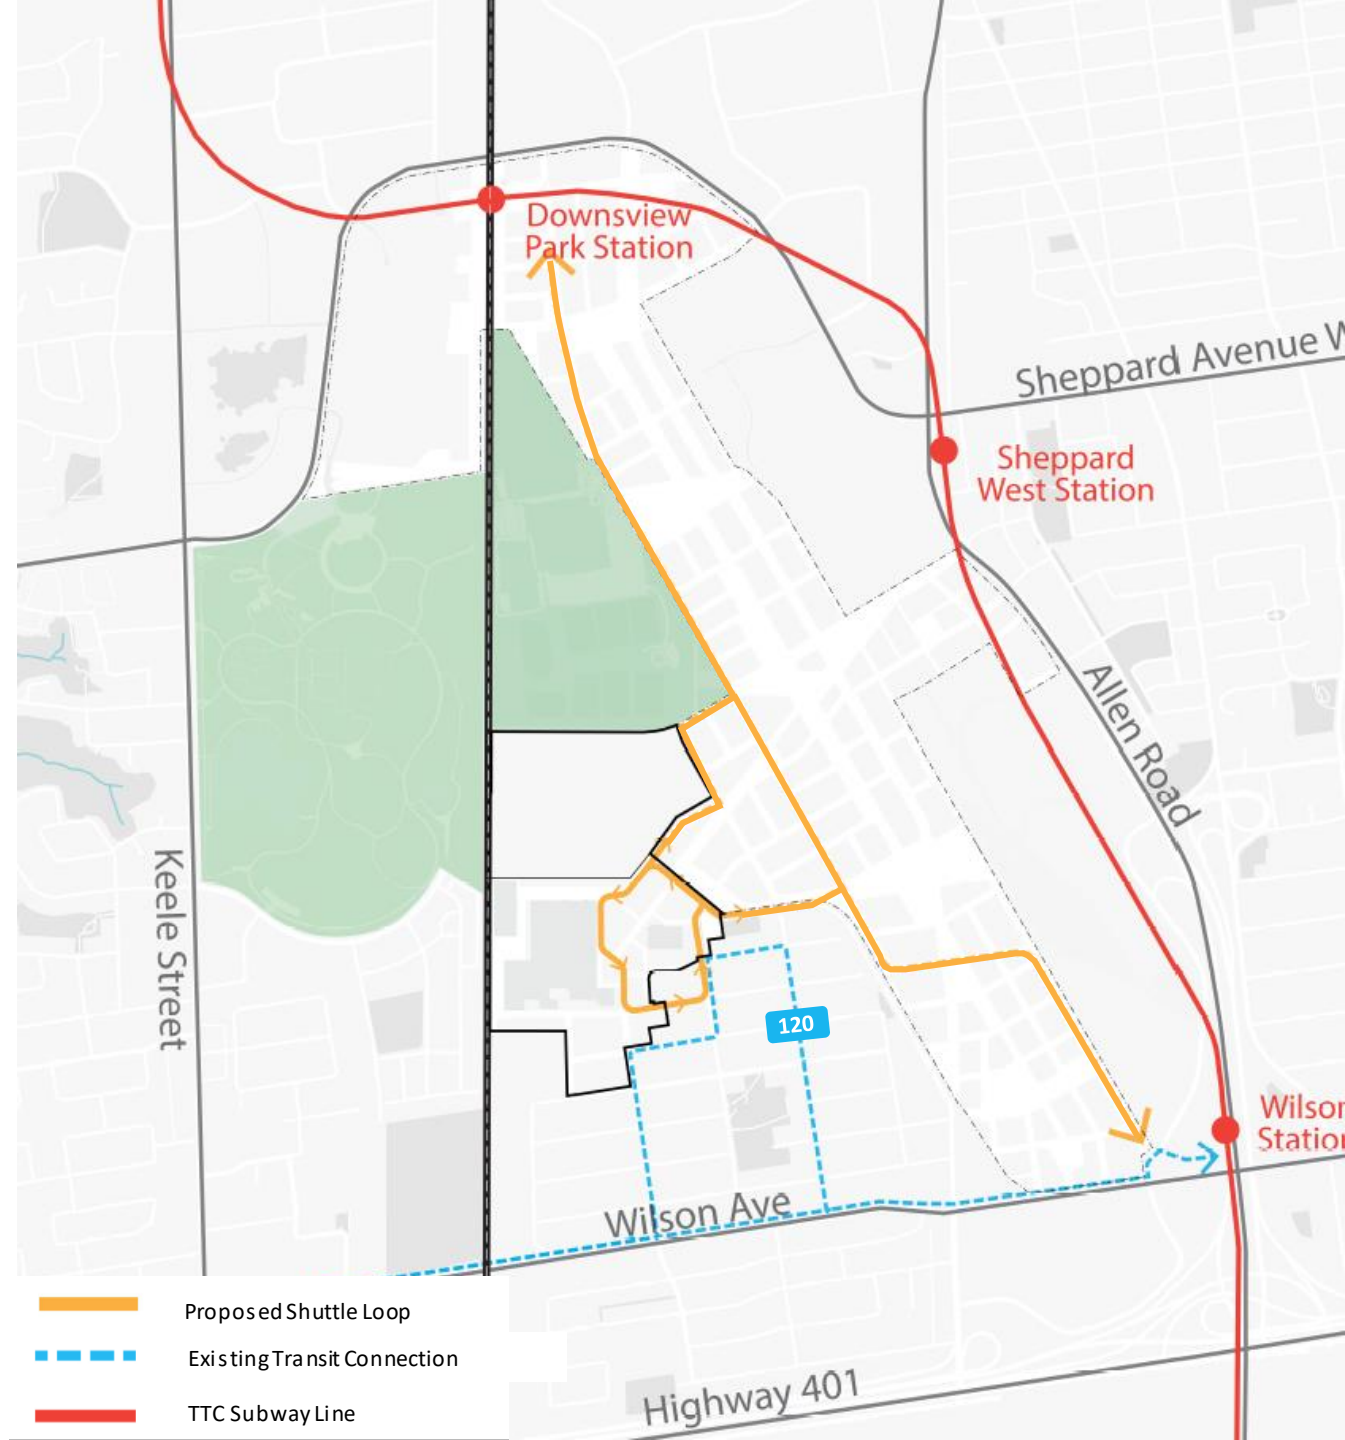 Downsview
Park Station
Sheppard Avenue W
Sheppard
West Station
Allen Road
Keele Street
120
Wilson
Station
Wilson Ave
Proposed Shuttle Loop
Existing Transit Connection
TTC Subway Line
Highway 401